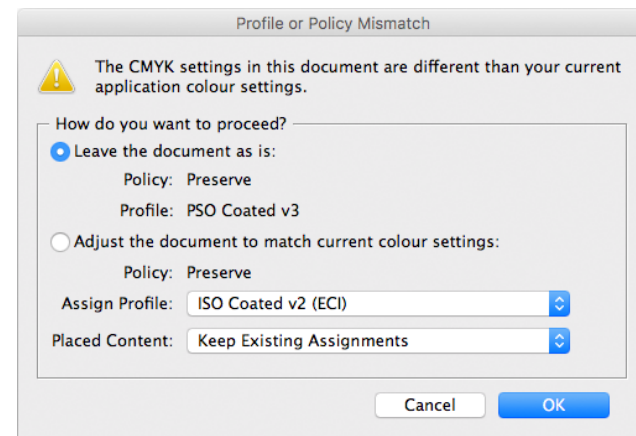 Profile or Policy Mismatch
The CMYK settings in this document are different than your current
application colour settings.
How do you want to proceed?
Leave the document as is:
Policy: Preserve
Profile: PSO Coated v3
Adjust the document to match current colour settings:
Policy: Preserve
Assign Profile: ISO Coated v2 (ECI)
Placed Content: Keep Existing Assignments
Cancel OK